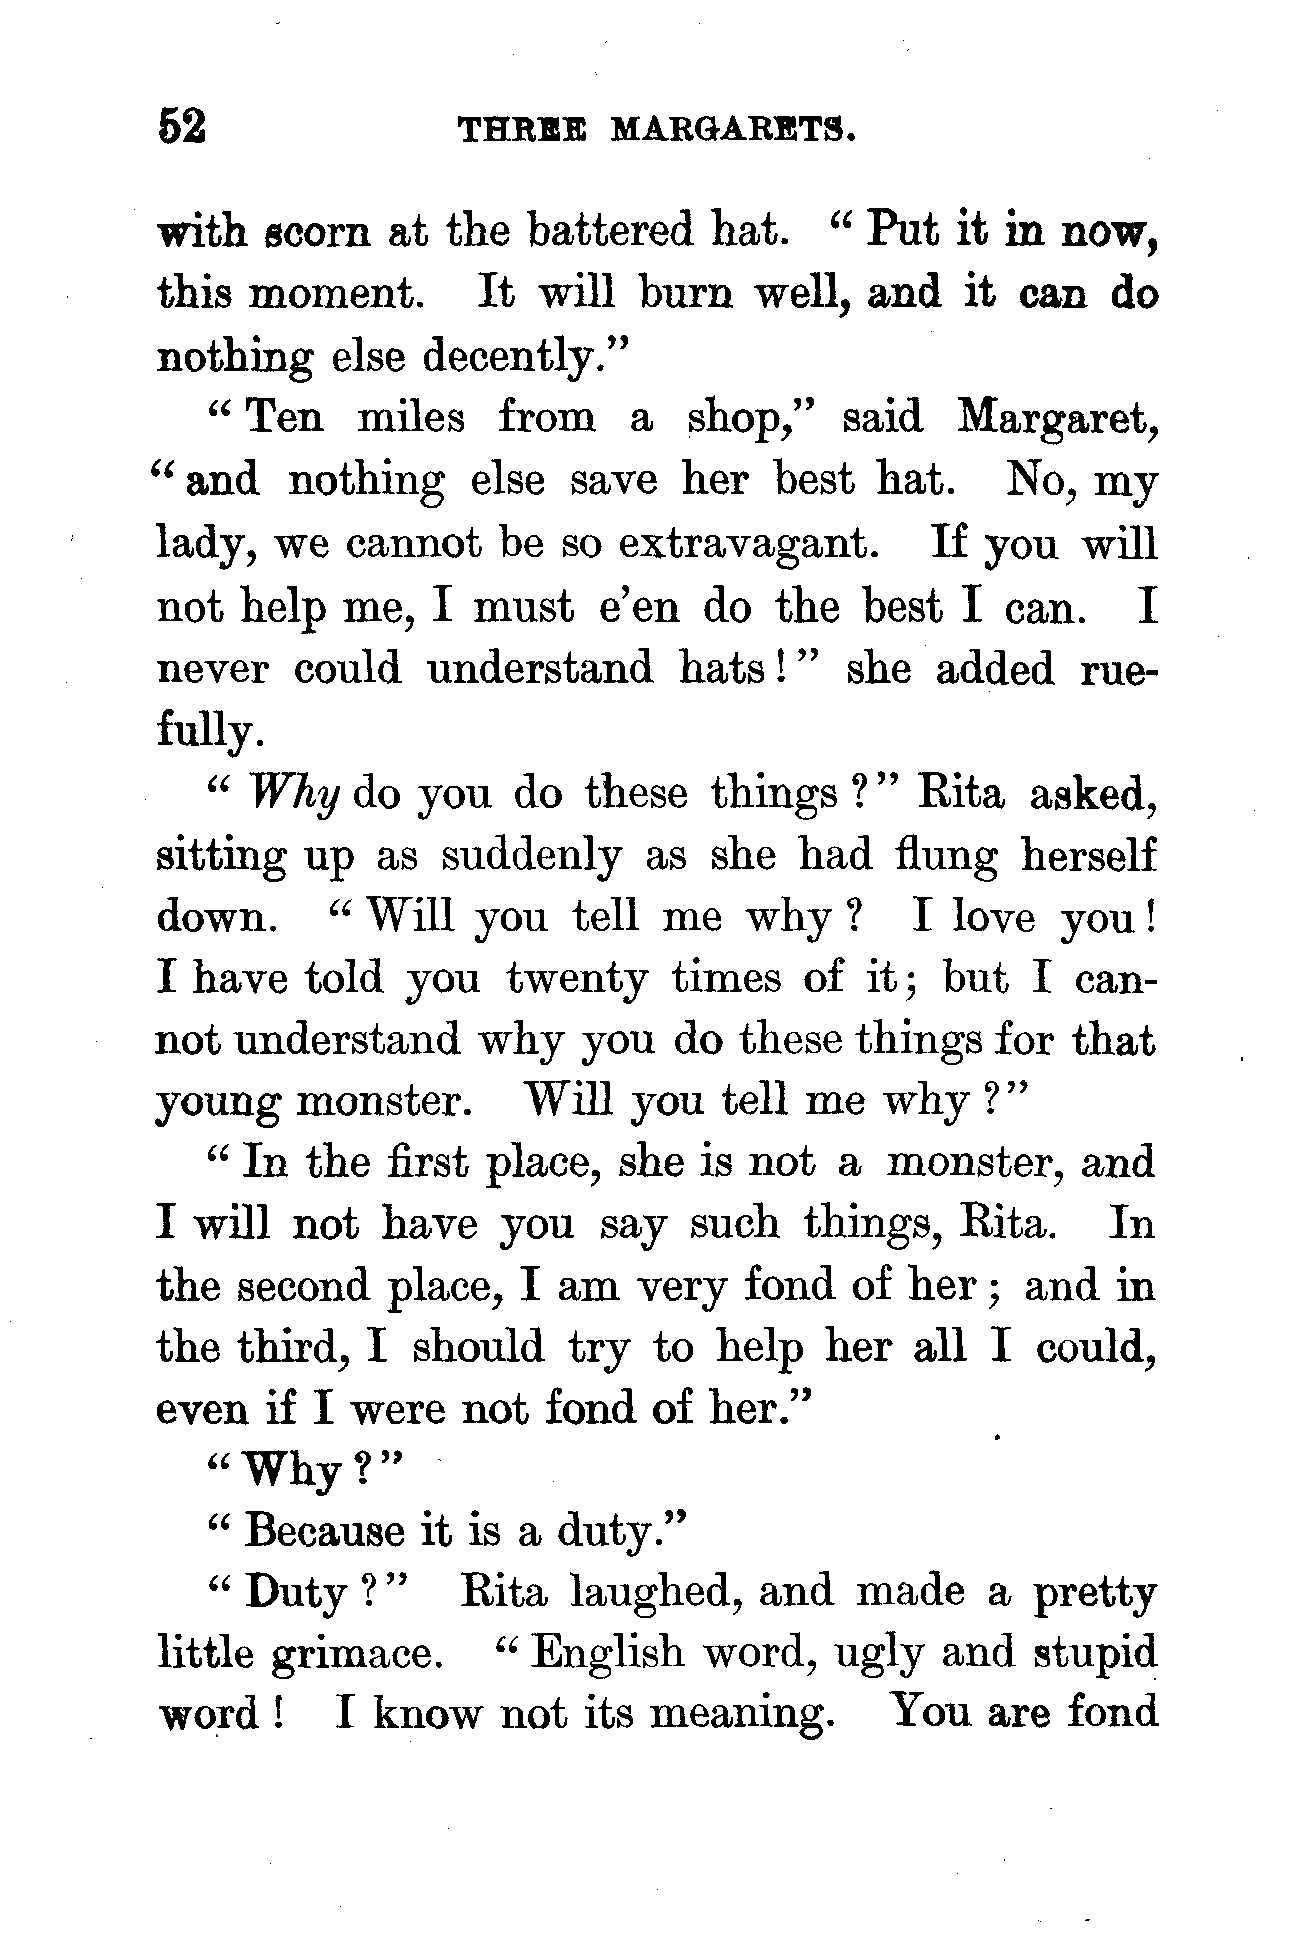 52 THREE MARGARETS.
with scorn at the battered hat. “Put it in now,
this moment. It will burn well, and it can do
nothing else decently.”
“Ten miles from a shop,” said Margaret,
“and nothing else save her best hat. No, my
lady, we cannot be so extravagant. If you will
not help me, I must e’en do the best I can. I
never could understand hats!” she added rue-
fully.
“Why do you do these things?” Rita asked,
sitting up as suddenly as she had flung herself
down. “Will you tell me why? I love you!
I have told you twenty times of it; but I can-
not understand why you do these things for that
young monster. Will you tell me why?”
“In the first place, she is not a monster, and
I will not have you say such things, Rita. In
the second place, I am very fond of her; and in
the third, I should try to help her all I could,
even if I were not fond of her.”
“Why?”
“Because it is a duty.”
“Duty?” Rita laughed, and made a pretty
little grimace. “English word, ugly and stupid
word! I know not its meaning. You are fond